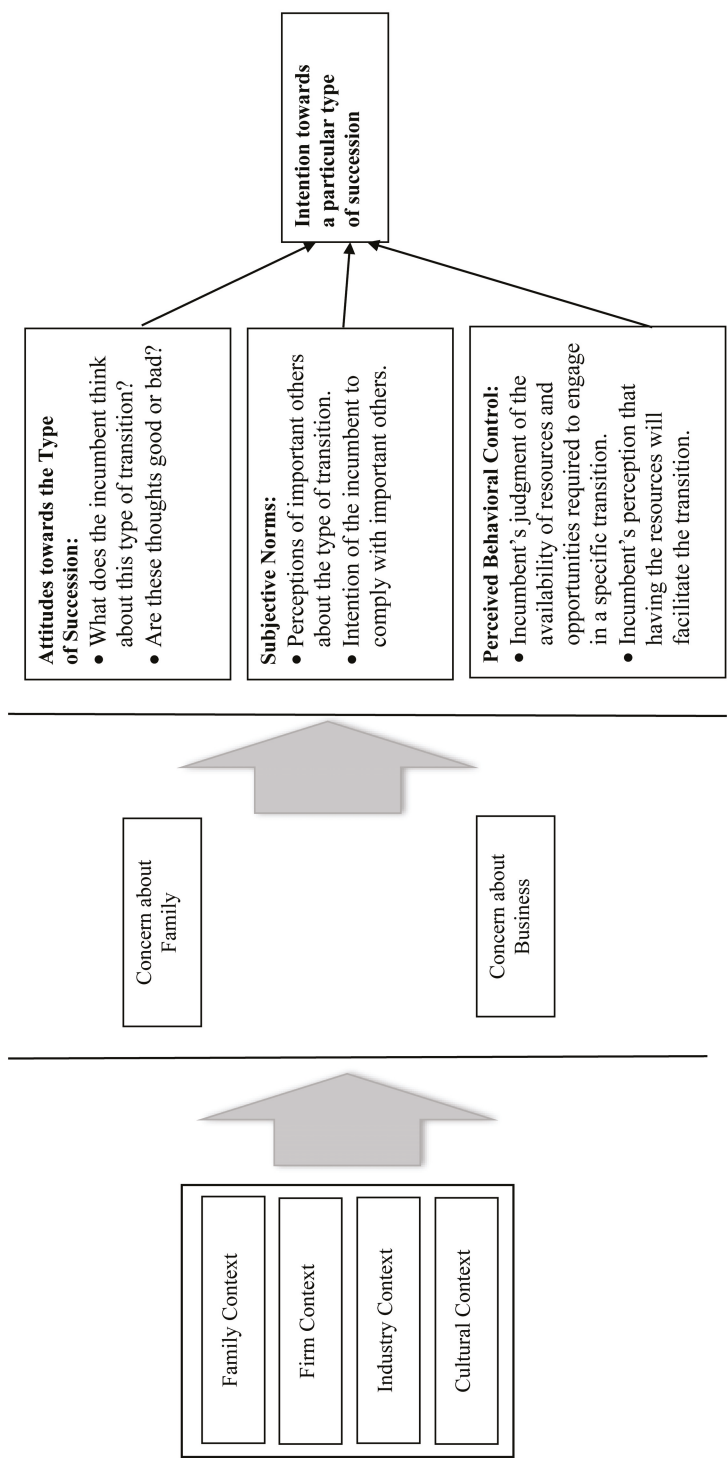 Family Context
Firm Context
Industry Context
Cultural Context
Concern about
Family
Concern about
Business
Attitudes towards the Type
of Succession:
● What does the incumbent think
about this type of transition?
● Are these thoughts good or bad?
Subjective Norms:
● Perceptions of important others
about the type of transition.
● Intention of the incumbent to
comply with important others.
Perceived Behavioral Control:
● Incumbent’s judgment of the
availability of resources and
opportunities required to engage
in a specific transition.
● Incumbent’s perception that
having the resources will
facilitate the transition.
Intention towards
a particular type
of succession